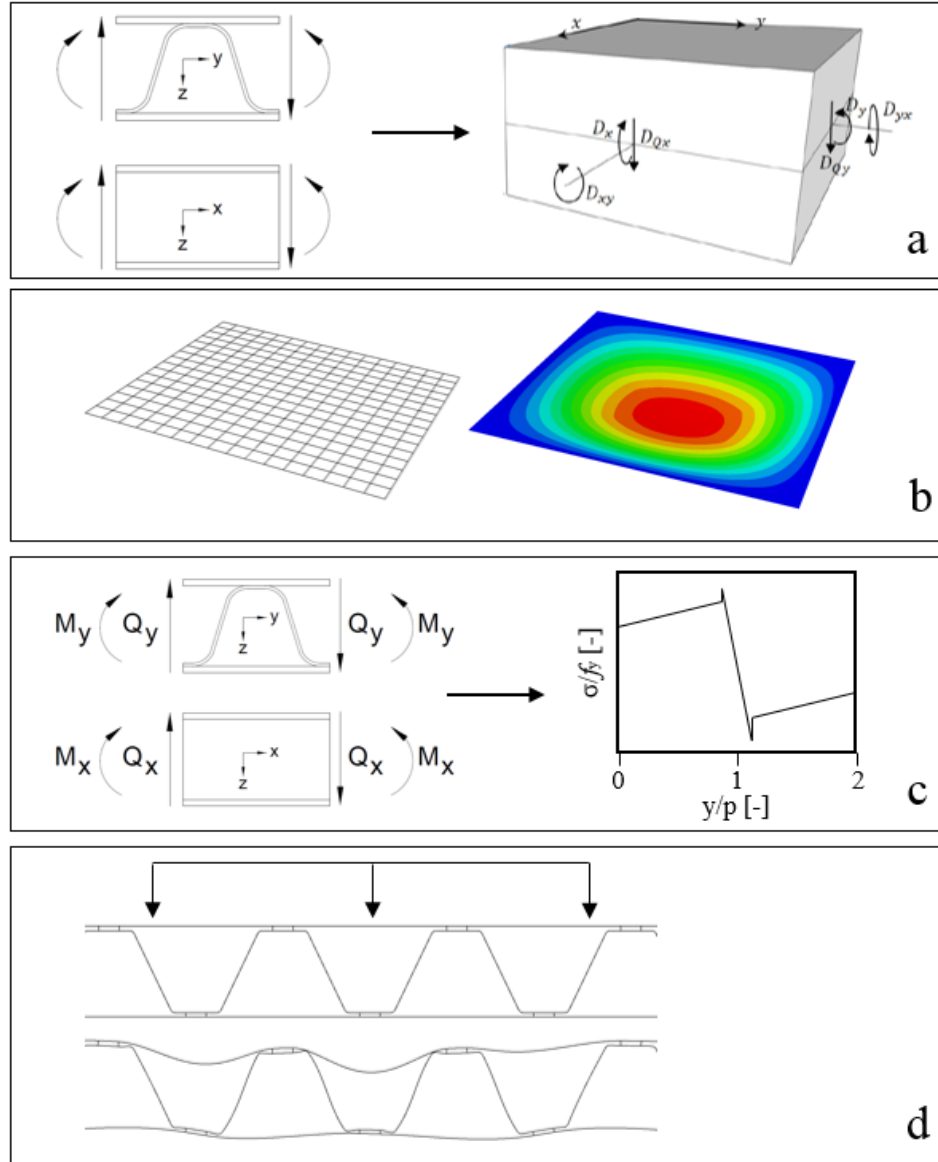 y
z
x
z
x
y
D_x
D_Qx
D_xy
D_y
D_yx
D_Qy
a
b
M_y Q_y y z Q_y M_y
M_x Q_x x z Q_x M_x
σ/f_y [-]
0 1 2
y/p [-]
c
d